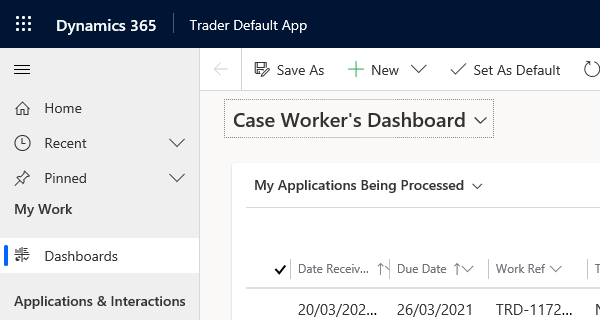 Dynamics 365 Trader Default App
Save As New Set As Default
Home
Recent
Pinned
My Work
Dashboards
Applications & Interactions
Case Worker's Dashboard
My Applications Being Processed
Date Receiv... Due Date Work Ref T
20/03/202... 26/03/2021 TRD-1172... N